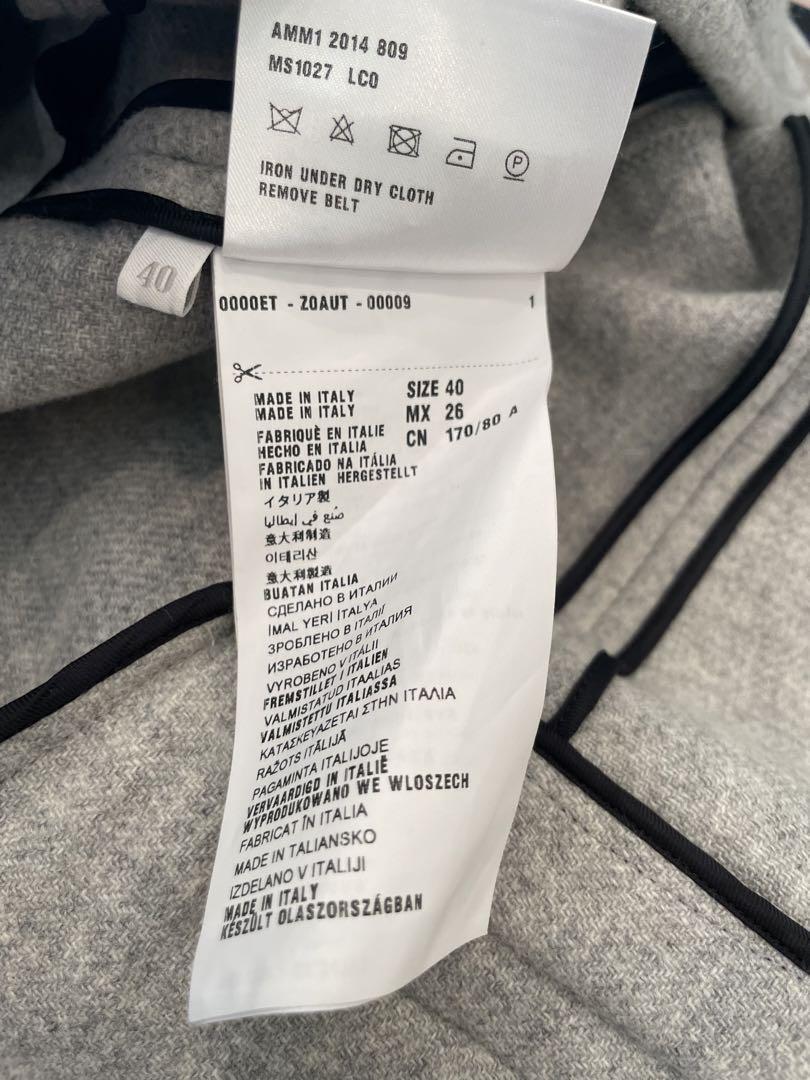 AMM1 2014 809
MS1027 LC0
P
IRON UNDER DRY CLOTH
REMOVE BELT
40
0000ET - Z0AUT - 00009 1
MADE IN ITALY
MADE IN ITALY
FABRIQUÈ EN ITALIE
HECHO EN ITALIA
FABRICADO NA ITÁLIA
IN ITALIEN HERGESTELLT
SIZE 40
MX 26
CN 170/80 A
イタリア製
صُنع في إيطاليا
意大利制造
이테리산
意大利製造
BUATAN ITALIA
СДЕЛАНО В ИТАЛИИ
İMAL YERİ İTALYA
ЗРОБЛЕНО В ІТАЛІЇ
ИЗРАБОТЕНО В ИТАЛИЯ
VYROBENO V ITÁLII
FREMSTILLET I ITALIEN
VALMISTATUD ITAALIAS
VALMISTETTU ITALIASSA
ΚΑΤΑΣΚΕΥΑΖΕΤΑΙ ΣΤΗΝ ΙΤΑΛΙΑ
RAŽOTS ITĀLIJĀ
PAGAMINTA ITALIJOJE
VERVAARDIGD IN ITALIË
WYPRODUKOWANO WE WLOSZECH
FABRICAT ÎN ITALIA
MADE IN TALIANSKO
IZDELANO V ITALIJI
MADE IN ITALY
KÉSZÜLT OLASZORSZÁGBAN